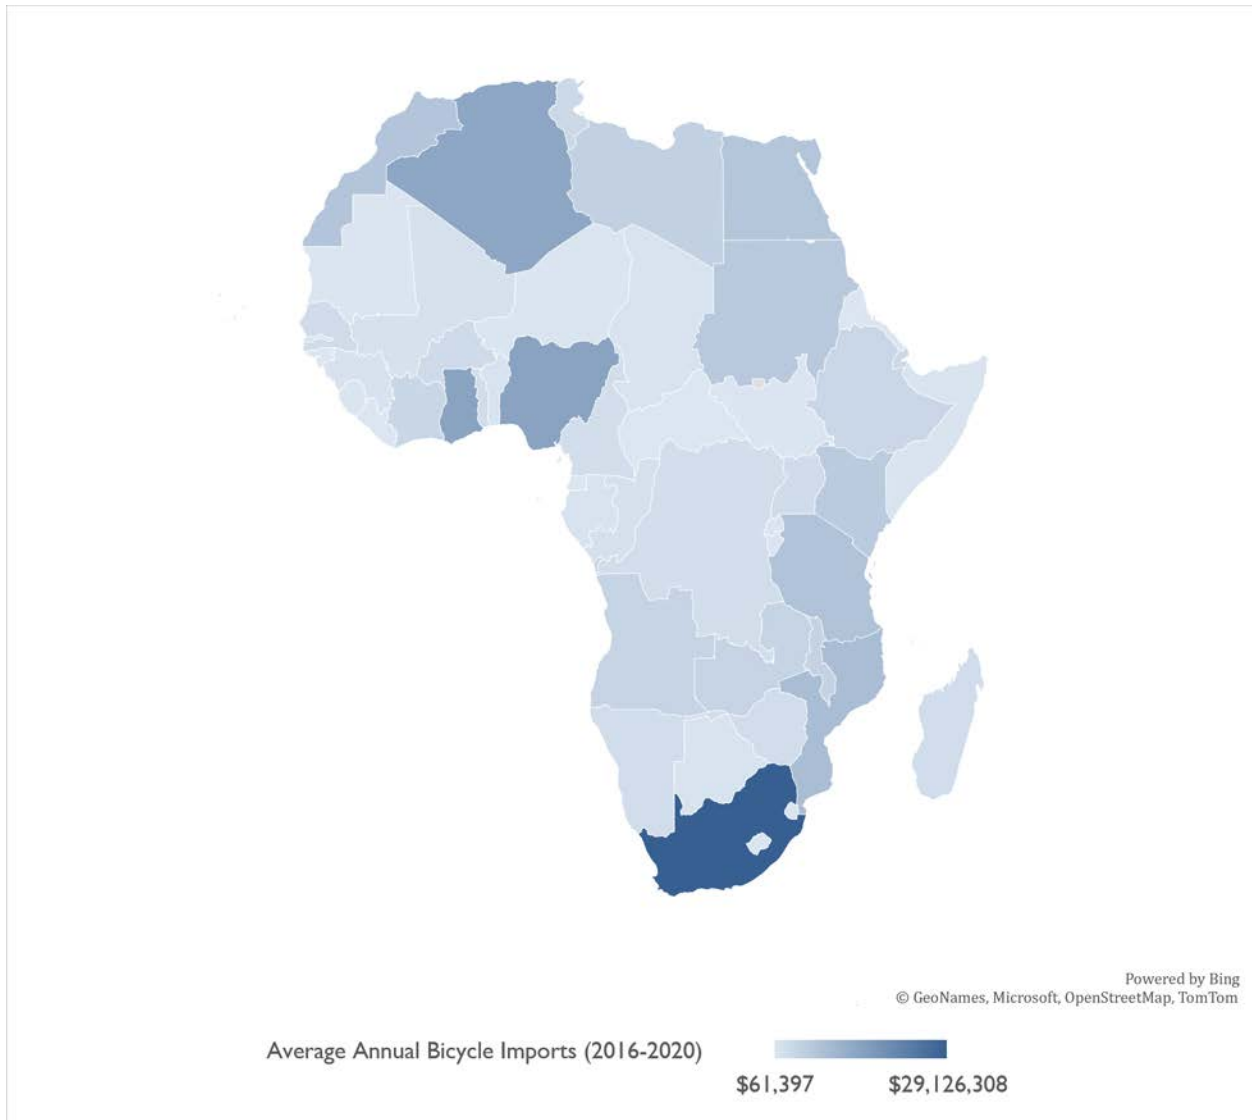 Powered by Bing
© GeoNames, Microsoft, OpenStreetMap, TomTom
Average Annual Bicycle Imports (2016-2020)
$61,397 $29,126,308